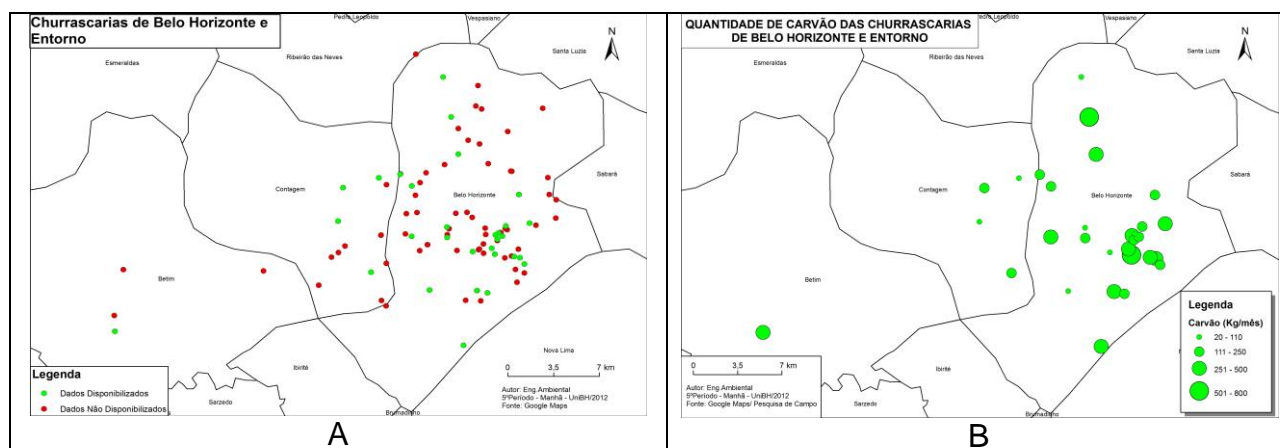 Churrascarias de Belo Horizonte e
Entorno
Pedro Leopoldo
Vespasiano
N
Santa Luzia
Esmeraldas
Ribeirão das Neves
Sabará
Contagem
Belo Horizonte
Betim
Nova Lima
Ibirité
Sarzedo
Brumadinho
0 3,5 7 km
Autor: Eng Ambiental
5ºPeríodo - Manhã - UniBH/2012
Fonte: Google Maps
Legenda
Dados Disponibilizados
Dados Não Disponibilizados
A
QUANTIDADE DE CARVÃO DAS CHURRASCARIAS
DE BELO HORIZONTE E ENTORNO
Pedro Leopoldo
Vespasiano
N
Santa Luzia
Esmeraldas
Ribeirão das Neves
Sabará
Contagem
Belo Horizonte
Betim
Ibirité
Sarzedo
Brumadinho
0 3,5 7 km
Autor: Eng Ambiental
5ºPeríodo - Manhã - UniBH/2012
Fonte: Google Maps/ Pesquisa de Campo
Legenda
Carvão (Kg/mês)
20 - 110
111 - 250
251 - 500
501 - 800
B